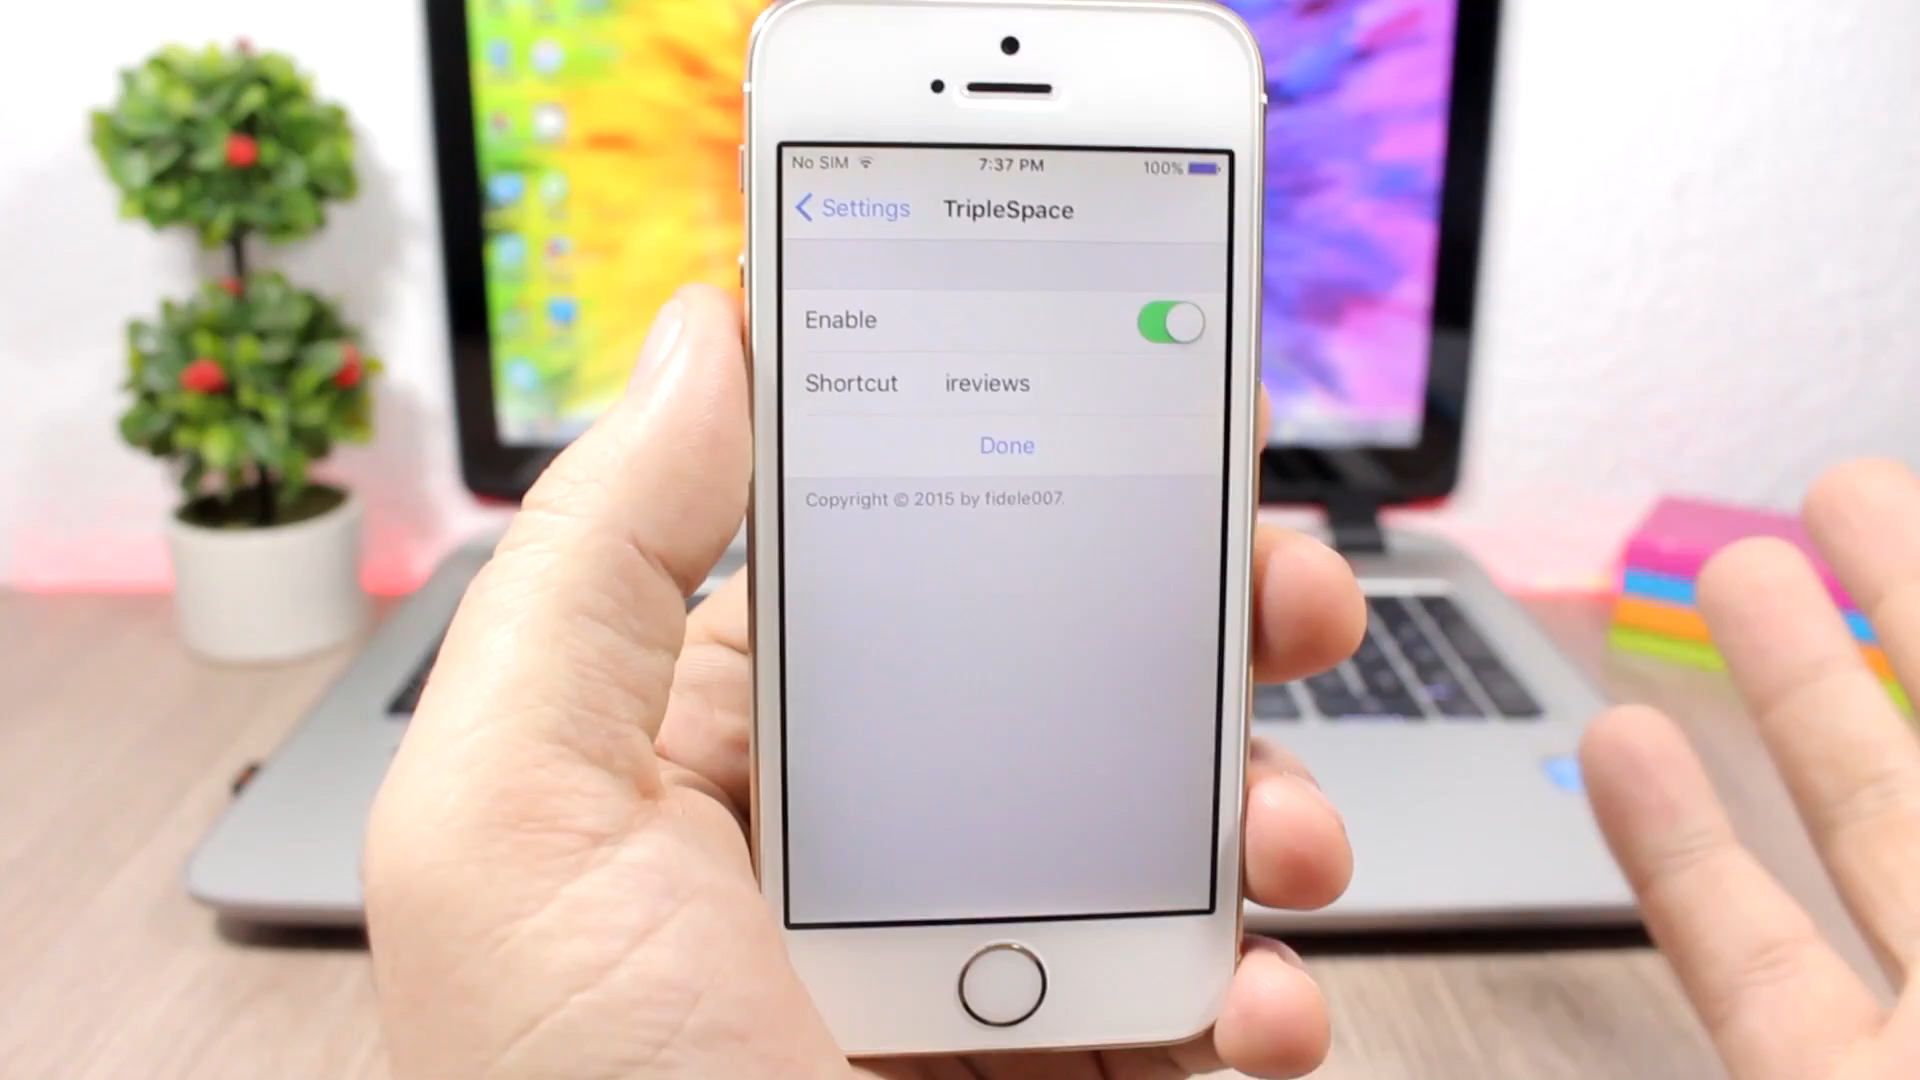 No SIM 7:37 PM 100%
Settings TripleSpace
Enable
Shortcut ireviews
Done
Copyright © 2015 by fidele007.